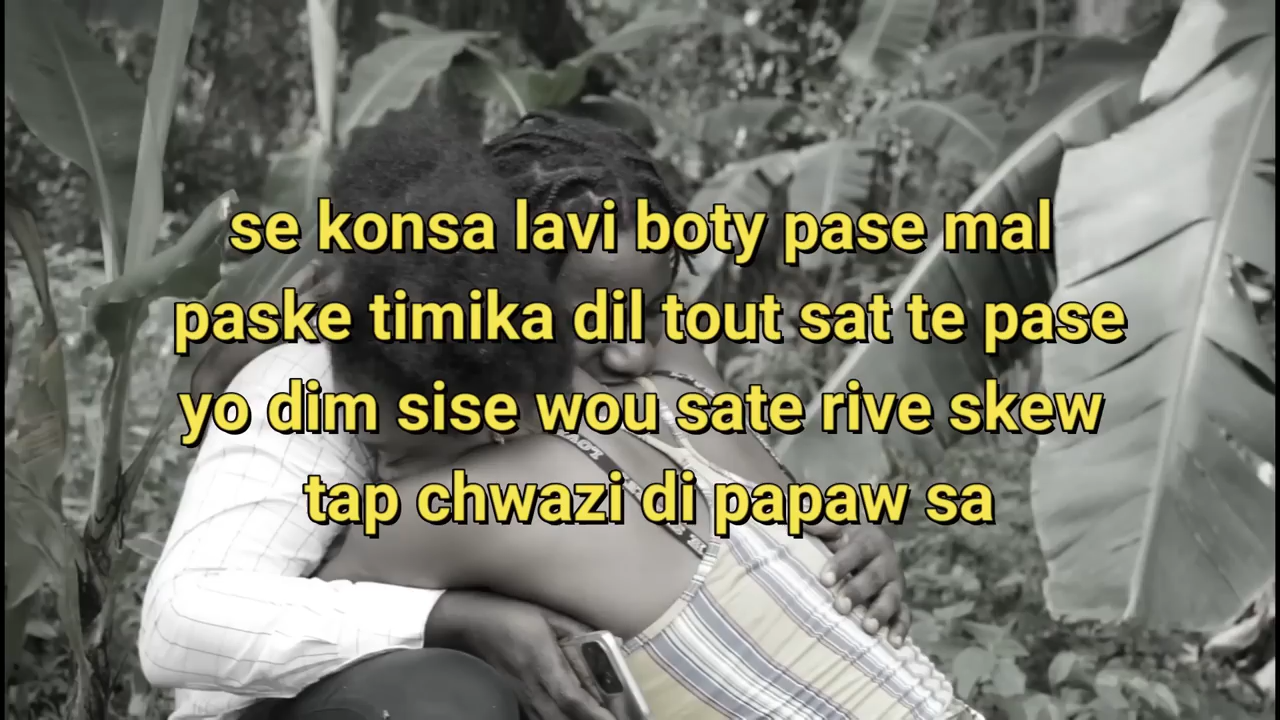 se konsa lavi boty pase mal
paske timika dil tout sat te pase
yo dim sise wou sate rive skew
tap chwazi di papaw sa